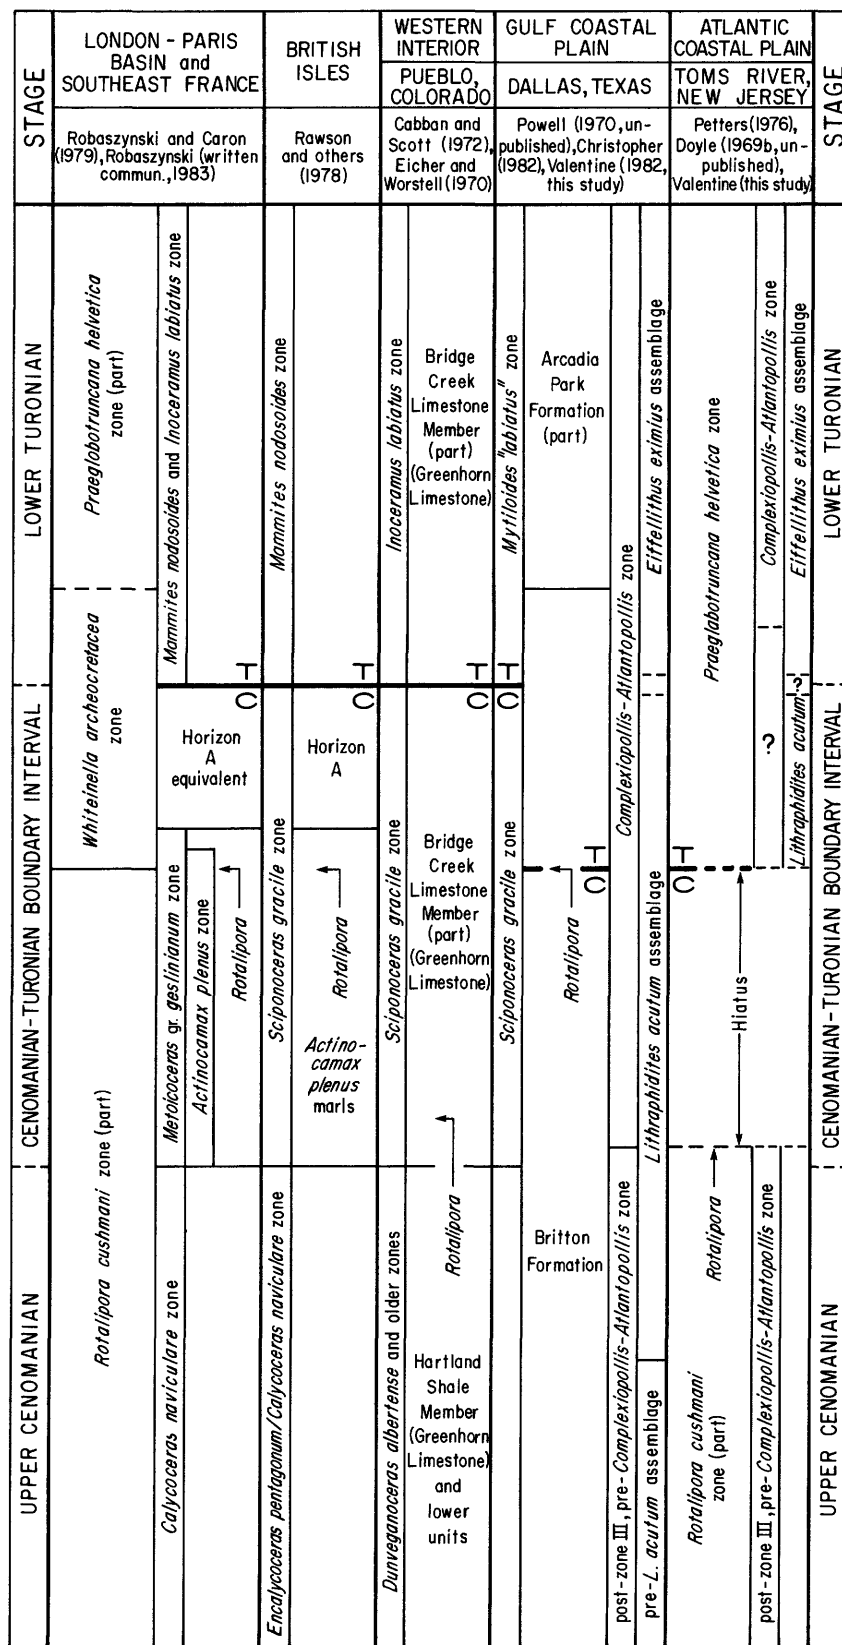 STAGE
LONDON - PARIS
BASIN and
SOUTHEAST FRANCE
BRITISH
ISLES
WESTERN
INTERIOR
GULF COASTAL
PLAIN
ATLANTIC
COASTAL PLAIN
STAGE
PUEBLO,
COLORADO
DALLAS, TEXAS
TOMS RIVER,
NEW JERSEY
Robaszynski and Caron
(1979), Robaszynski (written
commun., 1983)
Rawson
and others
(1978)
Cabban and
Scott (1972),
Eicher and
Worstell (1970)
Powell (1970, un-
published), Christopher
(1982), Valentine (1982,
this study)
Petters (1976),
Doyle (1969b, un-
published),
Valentine (this study)
LOWER TURONIAN
CENOMANIAN-TURONIAN BOUNDARY INTERVAL
UPPER CENOMANIAN
Praeglobotruncana helvetica
zone (part)
Whiteinella archeocretacea
zone
Rotalipora cushmani zone (part)
Mammites nodosoides and Inoceramus labiatus zone
T
C
Horizon
A
equivalent
Metoicoceras gr. geslinianum zone
Actinocamax plenus zone
Rotalipora
Calycoceras naviculare zone
Mammites nodosoides zone
T
C
Horizon
A
Sciponoceras gracile zone
Rotalipora
Actino-
camax
plenus
marls
Encalycoceras pentagonum/Calycoceras naviculare zone
Inoceramus labiatus zone
Bridge
Creek
Limestone
Member
(part)
(Greenhorn
Limestone)
T
C
Sciponoceras gracile zone
Bridge
Creek
Limestone
Member
(part)
(Greenhorn
Limestone)
Rotalipora
Dunveganoceras albertense and older zones
Hartland
Shale
Member
(Greenhorn
Limestone)
and
lower
units
Mytiloides "labiatus" zone
T
C
Sciponoceras gracile zone
Arcadia
Park
Formation
(part)
T
C
Rotalipora
Britton
Formation
Complexiopollis-Atlantopollis zone
post-zone III, pre-Complexiopollis-Atlantopollis zone
Eiffellithus eximius assemblage
Lithraphidites acutum assemblage
pre-L. acutum assemblage
Praeglabotruncana helvetica zone
T
C
Hiatus
Rotalipora
Rotalipora cushmani
zone (part)
Complexiopollis-Atlantopollis zone
?
post-zone III, pre-Complexiopollis-Atlantopollis zone
Eiffellithus eximius assemblage
?
Lithraphidites acutum
LOWER TURONIAN
CENOMANIAN-TURONIAN BOUNDARY INTERVAL
UPPER CENOMANIAN